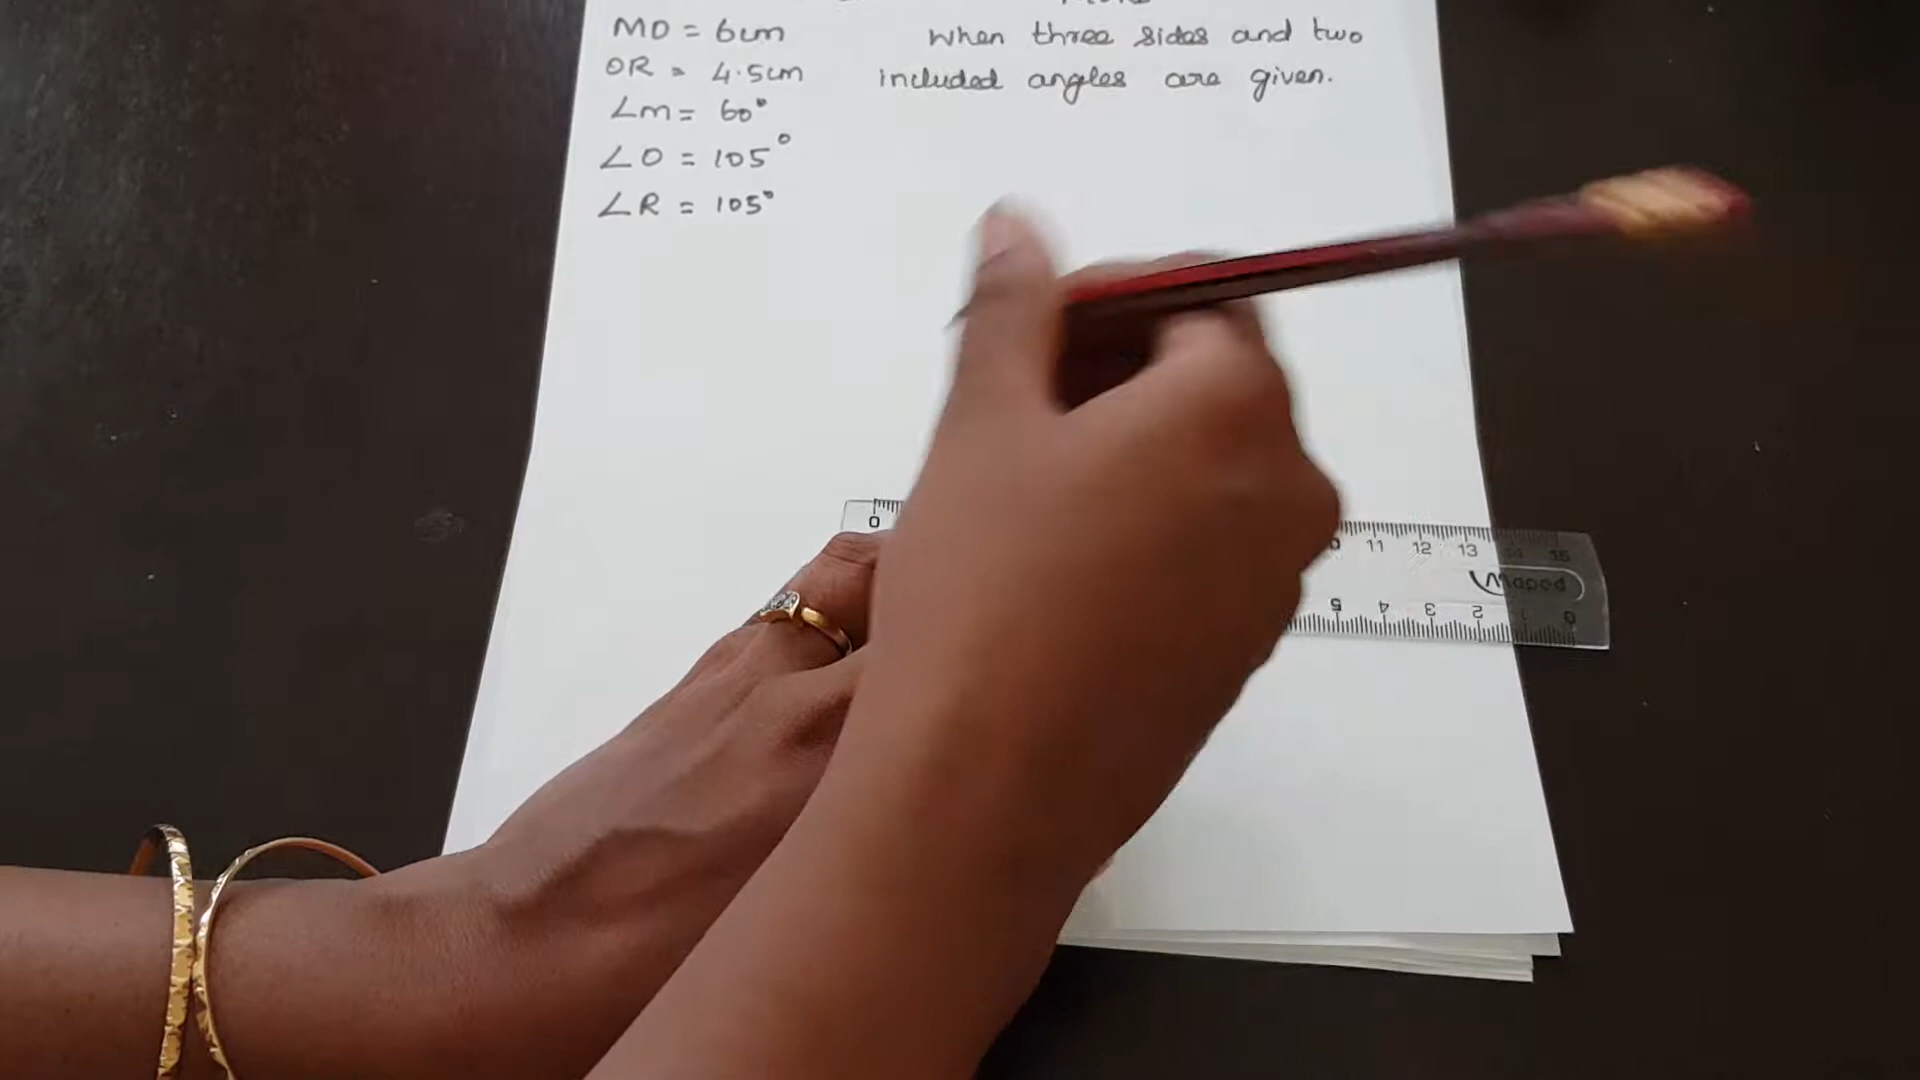 MO = 6cm
OR = 4.5cm
∠M = 60°
∠O = 105°
∠R = 105°
When three sides and two
included angles are given.
0
11 12 13 14 15
Maped
5 4 3 2 1 0